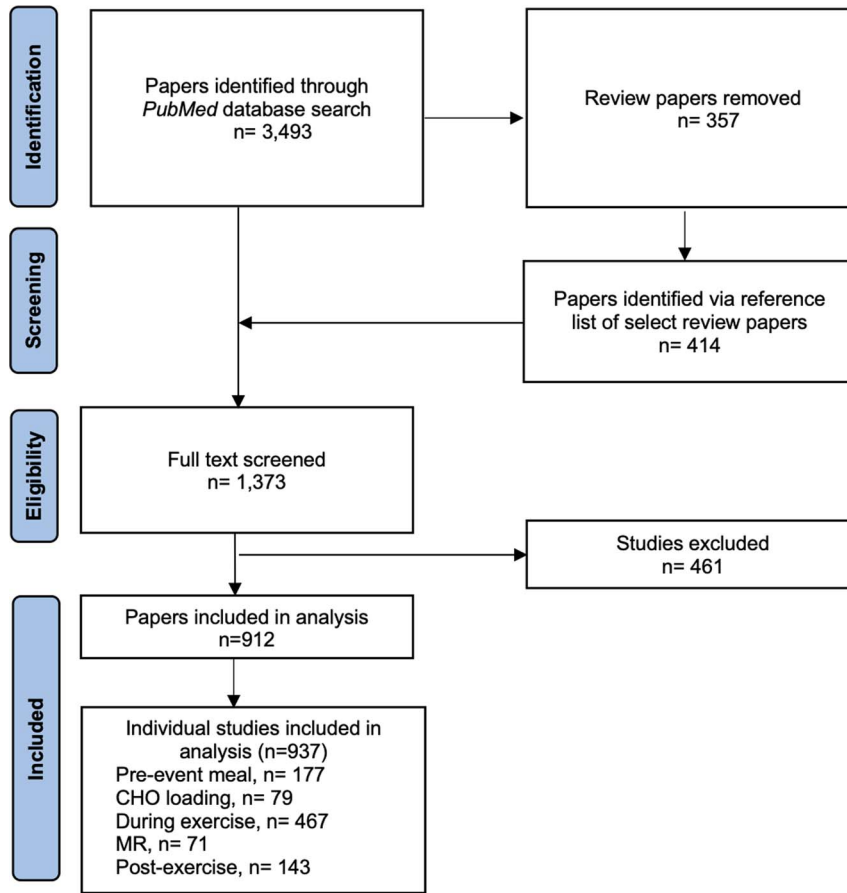 Identification
Papers identified through
PubMed database search
n= 3,493
Review papers removed
n= 357
Screening
Papers identified via reference
list of select review papers
n= 414
Eligibility
Full text screened
n= 1,373
Studies excluded
n= 461
Included
Papers included in analysis
n=912
Individual studies included in
analysis (n=937)
Pre-event meal, n= 177
CHO loading, n= 79
During exercise, n= 467
MR, n= 71
Post-exercise, n= 143